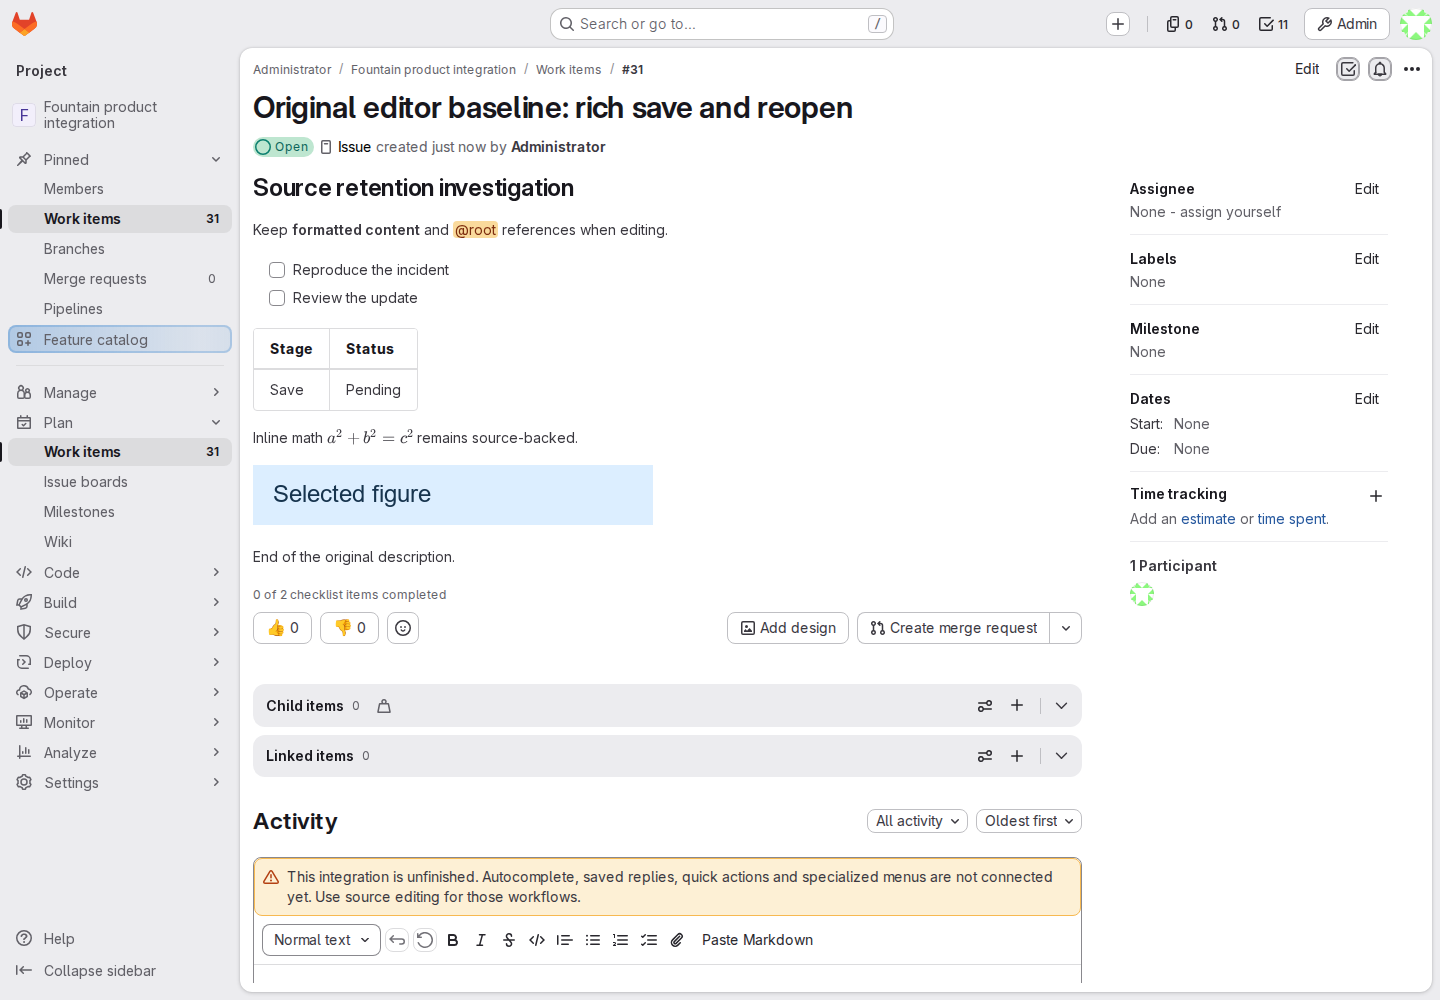 Search or go to...
/
0
0
11
Admin
Project
F
Fountain product
integration
Pinned
Members
Work items
31
Branches
Merge requests
0
Pipelines
Feature catalog
Manage
Plan
Work items
31
Issue boards
Milestones
Wiki
Code
Build
Secure
Deploy
Operate
Monitor
Analyze
Settings
Help
Collapse sidebar
Administrator / Fountain product integration / Work items / #31
Edit
Original editor baseline: rich save and reopen
Open Issue created just now by Administrator
Source retention investigation
Keep formatted content and @root references when editing.
Reproduce the incident
Review the update
Stage Status
Save Pending
Inline math a² + b² = c² remains source-backed.
Selected figure
End of the original description.
0 of 2 checklist items completed
👍 0
👎 0
Add design
Create merge request
Child items 0
Linked items 0
Activity
All activity
Oldest first
This integration is unfinished. Autocomplete, saved replies, quick actions and specialized menus are not connected
yet. Use source editing for those workflows.
Normal text
Paste Markdown
Assignee
Edit
None - assign yourself
Labels
Edit
None
Milestone
Edit
None
Dates
Edit
Start: None
Due: None
Time tracking
Add an estimate or time spent.
1 Participant